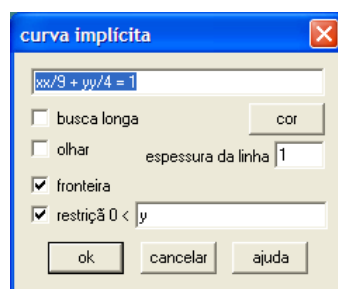 curva implícita
xx/9 + yy/4 = 1
busca longa
cor
olhar
espessura da linha 1
fronteira
restriçã 0 < y
ok cancelar ajuda